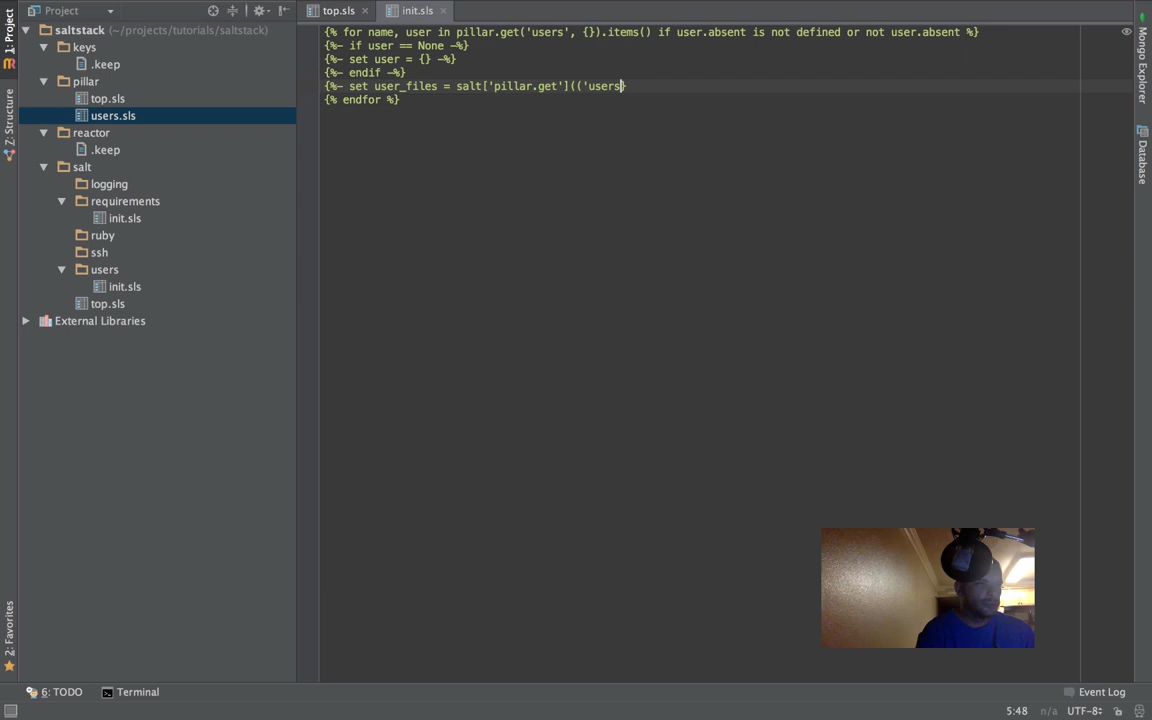 1: Project
Z: Structure
2: Favorites
Project
saltstack (~/projects/tutorials/saltstack)
keys
.keep
pillar
top.sls
users.sls
reactor
.keep
salt
logging
requirements
init.sls
ruby
ssh
users
init.sls
top.sls
External Libraries
top.sls
init.sls
{% for name, user in pillar.get('users', {}).items() if user.absent is not defined or not user.absent %}
{%- if user == None -%}
{%- set user = {} -%}
{%- endif -%}
{%- set user_files = salt['pillar.get'](('users}
{% endfor %}
Mongo Explorer
Database
6: TODO
Terminal
Event Log
5:48
n/a
UTF-8